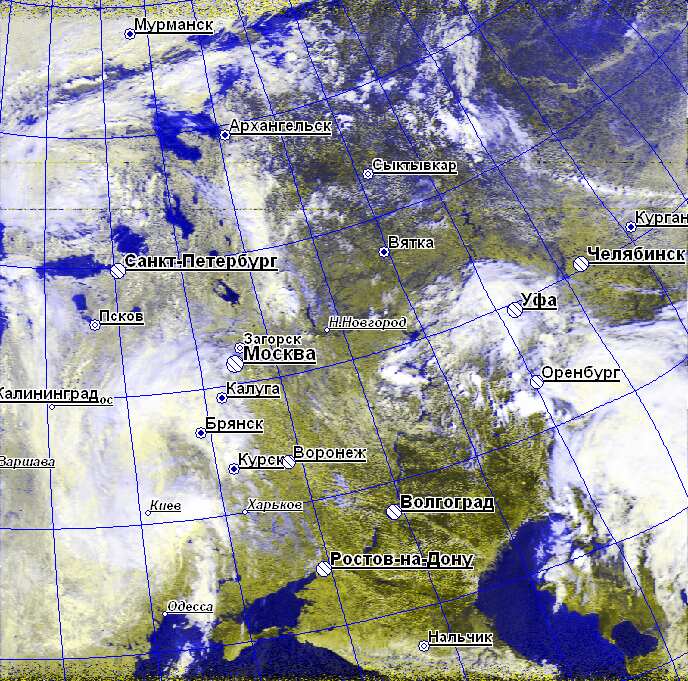 Мурманск
Архангельск
Сыктывкар
Курган
Вятка
Челябинск
Санкт-Петербург
Уфа
Псков
Н.Новгород
Загорск
Москва
Оренбург
Калуга
Калининград
ос
Брянск
Воронеж
Курск
Варшава
Волгоград
Киев
Харьков
Ростов-на-Дону
Одесса
Нальчик